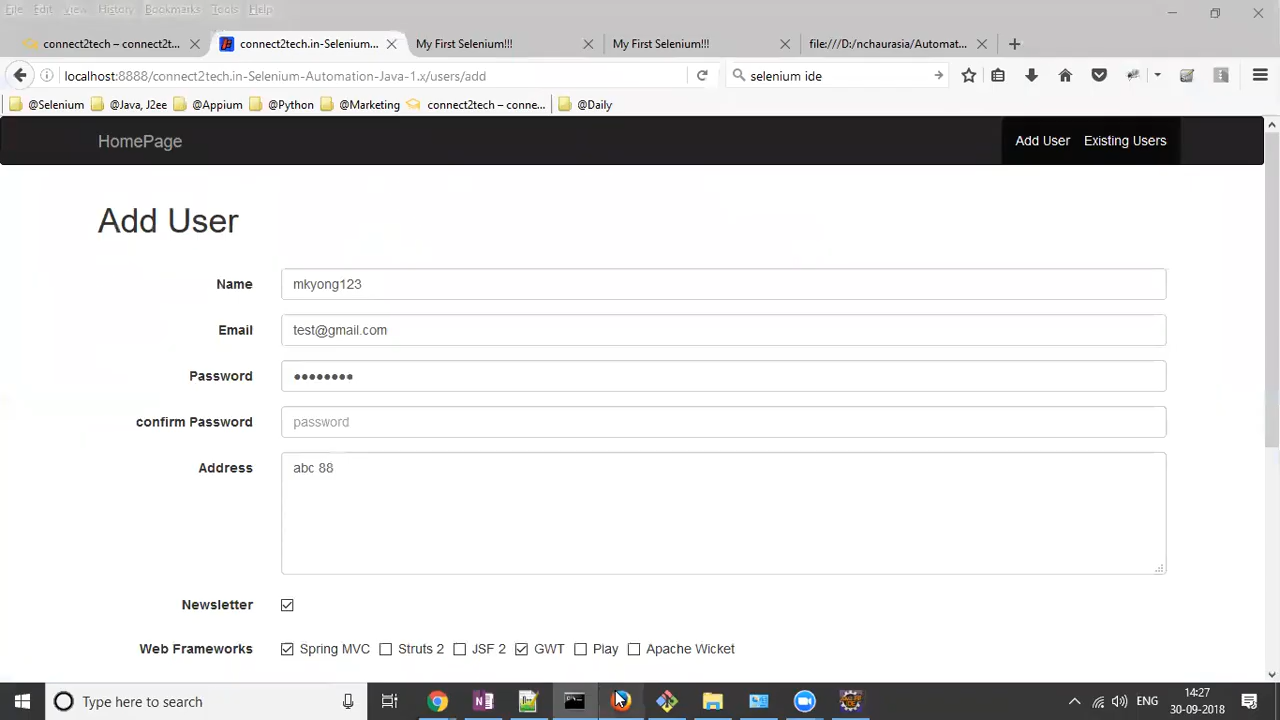 File Edit View History Bookmarks Tools Help
connect2tech – connect2t... connect2tech.in-Selenium... My First Selenium!!! My First Selenium!!! file:///D:/nchaurasia/Automat...
localhost:8888/connect2tech.in-Selenium-Automation-Java-1.x/users/add selenium ide
@Selenium @Java, J2ee @Appium @Python @Marketing connect2tech – conne... @Daily
HomePage Add User Existing Users
Add User
Name mkyong123
Email test@gmail.com
Password ●●●●●●●●
confirm Password password
Address abc 88
Newsletter
Web Frameworks Spring MVC Struts 2 JSF 2 GWT Play Apache Wicket
Type here to search ENG 14:27
30-09-2018